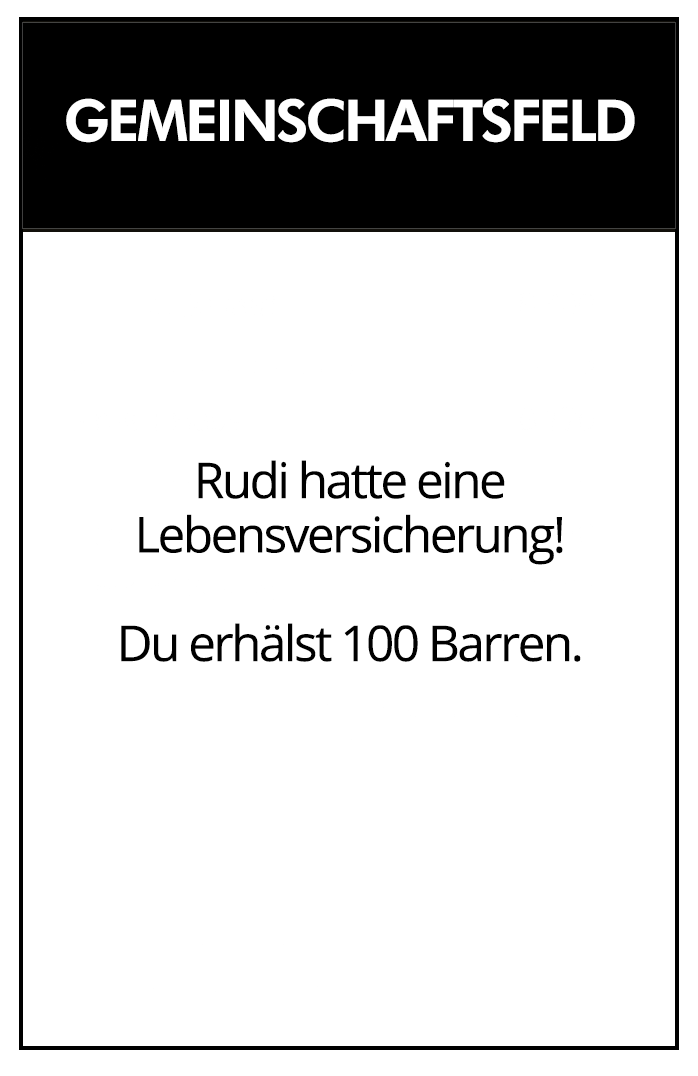 GEMEINSCHAFTSFELD
Rudi hatte eine
Lebensversicherung!
Du erhälst 100 Barren.